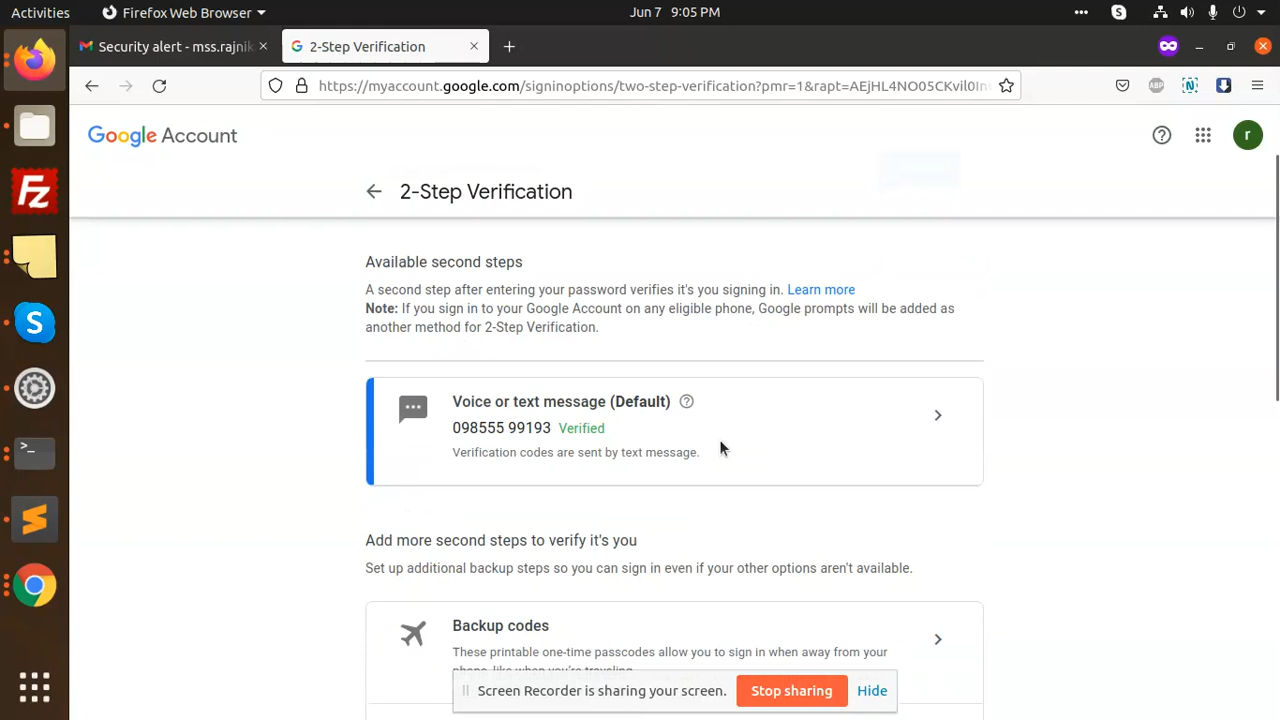 Activities
Firefox Web Browser
Jun 7 9:05 PM
Security alert - mss.rajnik
2-Step Verification
https://myaccount.google.com/signinoptions/two-step-verification?pmr=1&rapt=AEjHL4NO05CKvil0In
ABP
N
Google Account
r
2-Step Verification
Available second steps
A second step after entering your password verifies it's you signing in. Learn more
Note: If you sign in to your Google Account on any eligible phone, Google prompts will be added as
another method for 2-Step Verification.
Voice or text message (Default)
098555 99193 Verified
Verification codes are sent by text message.
Add more second steps to verify it's you
Set up additional backup steps so you can sign in even if your other options aren't available.
Backup codes
These printable one-time passcodes allow you to sign in when away from your
phone, like when you're traveling.
Screen Recorder is sharing your screen.
Stop sharing
Hide